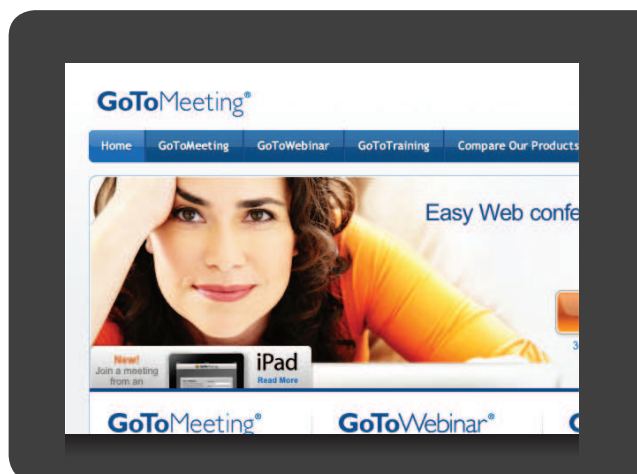 GoToMeeting®
Home GoToMeeting GoToWebinar GoToTraining Compare Our Products
Easy Web confe
3
New!
Join a meeting
from an
iPad
Read More
GoToMeeting® GoToWebinar® G